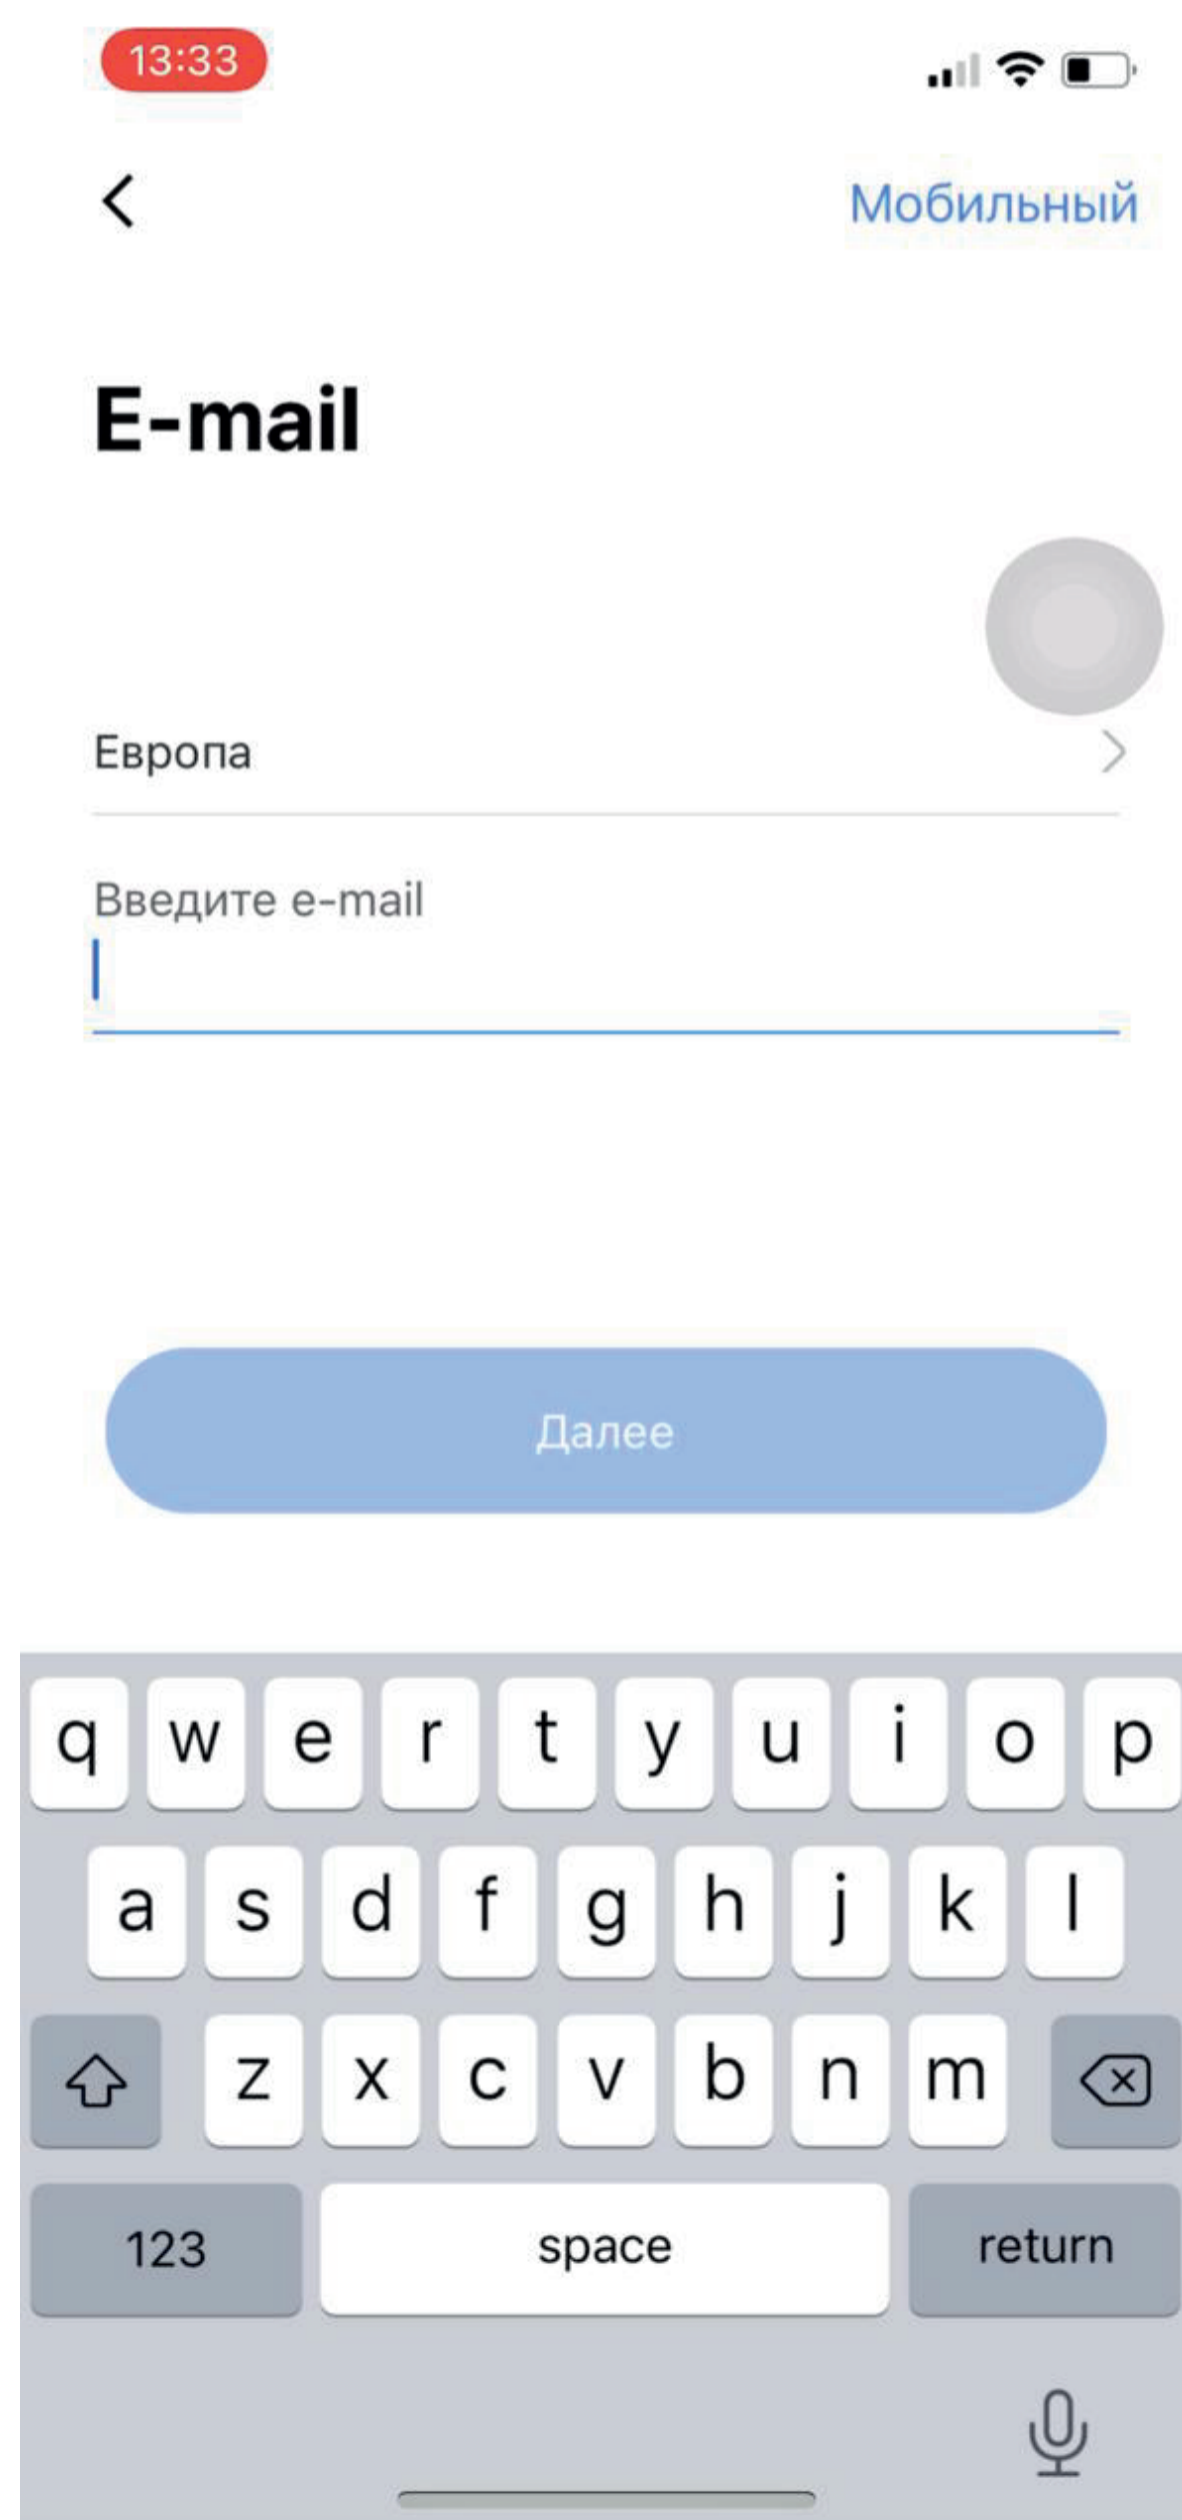 13:33
Мобильный
E-mail
Европа
Введите e-mail
Далее
q w e r t y u i o p
a s d f g h j k l
z x c v b n m
123 space return